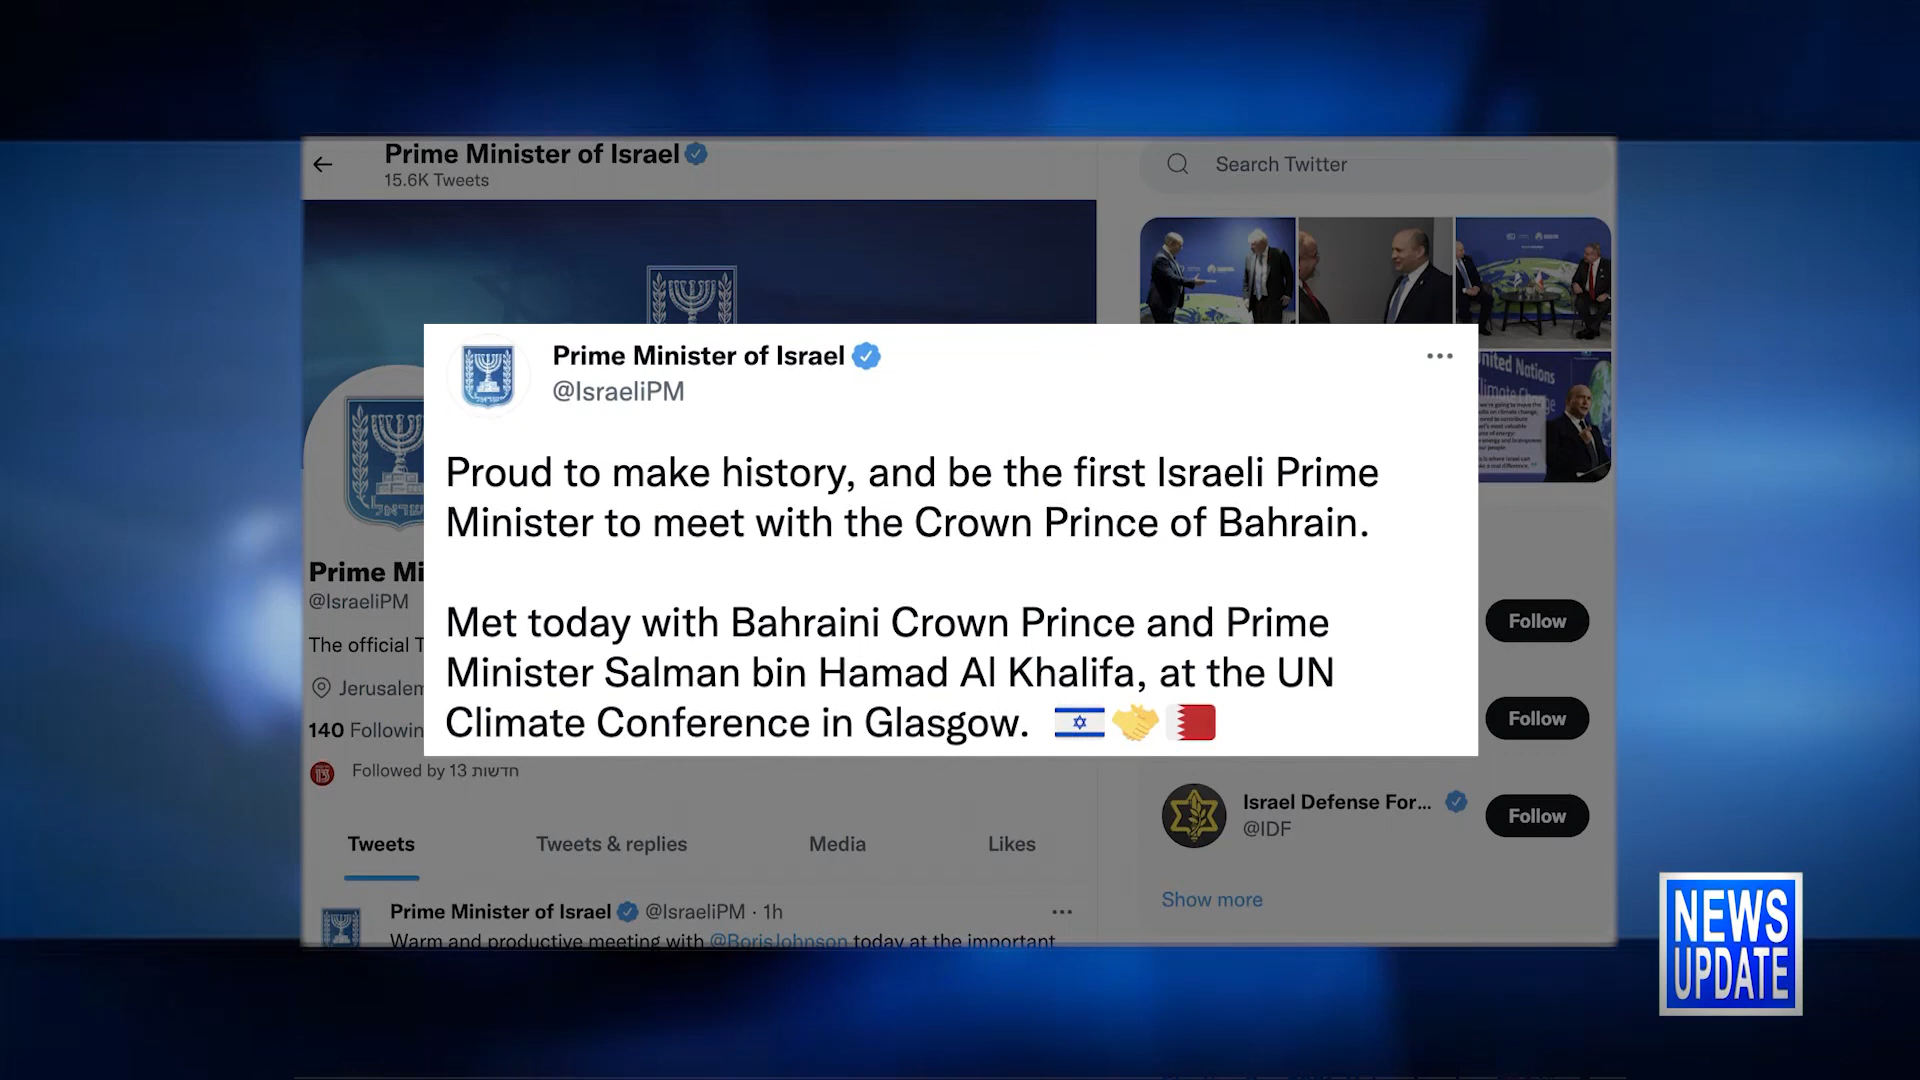 Prime Minister of Israel
15.6K Tweets
Search Twitter
Prime Minister of Israel
@IsraeliPM
Proud to make history, and be the first Israeli Prime
Minister to meet with the Crown Prince of Bahrain.
Met today with Bahraini Crown Prince and Prime
Minister Salman bin Hamad Al Khalifa, at the UN
Climate Conference in Glasgow.
Prime Mi
@IsraeliPM
The official T
Jerusalem
140 Followin
Followed by 13 חדשות
Tweets
Tweets & replies
Media
Likes
Prime Minister of Israel @IsraeliPM · 1h
Warm and productive meeting with @BorisJohnson today at the important
United Nations
Climate Change
Follow
Follow
Israel Defense For...
@IDF
Follow
Show more
NEWS
UPDATE